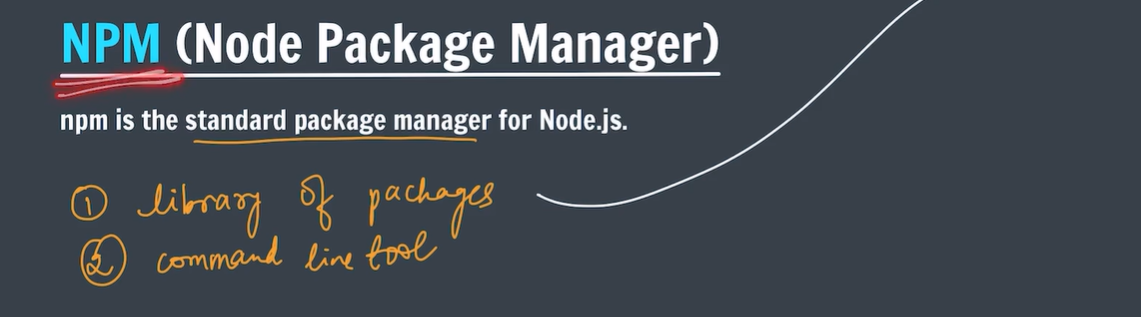 NPM (Node Package Manager)
npm is the standard package manager for Node.js.
① library of packages
② command line tool